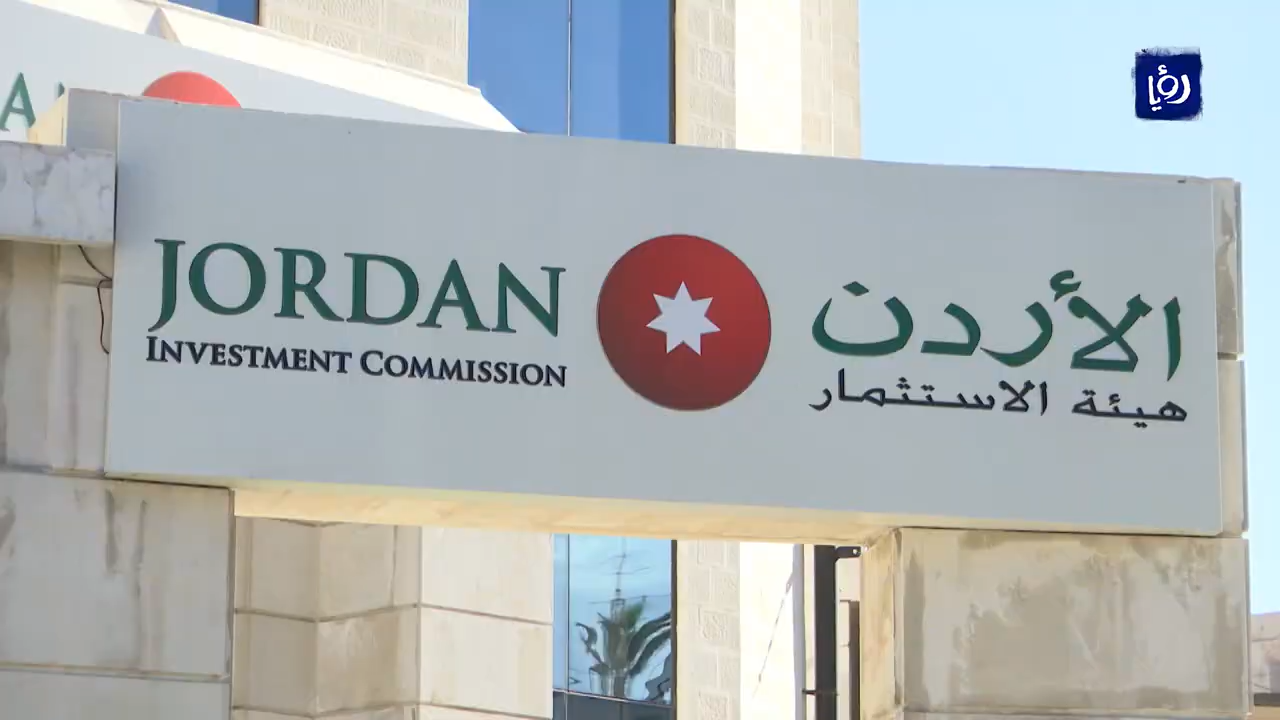 رؤيا
JORDAN
INVESTMENT COMMISSION
الأردن
هيئة الاستثمار